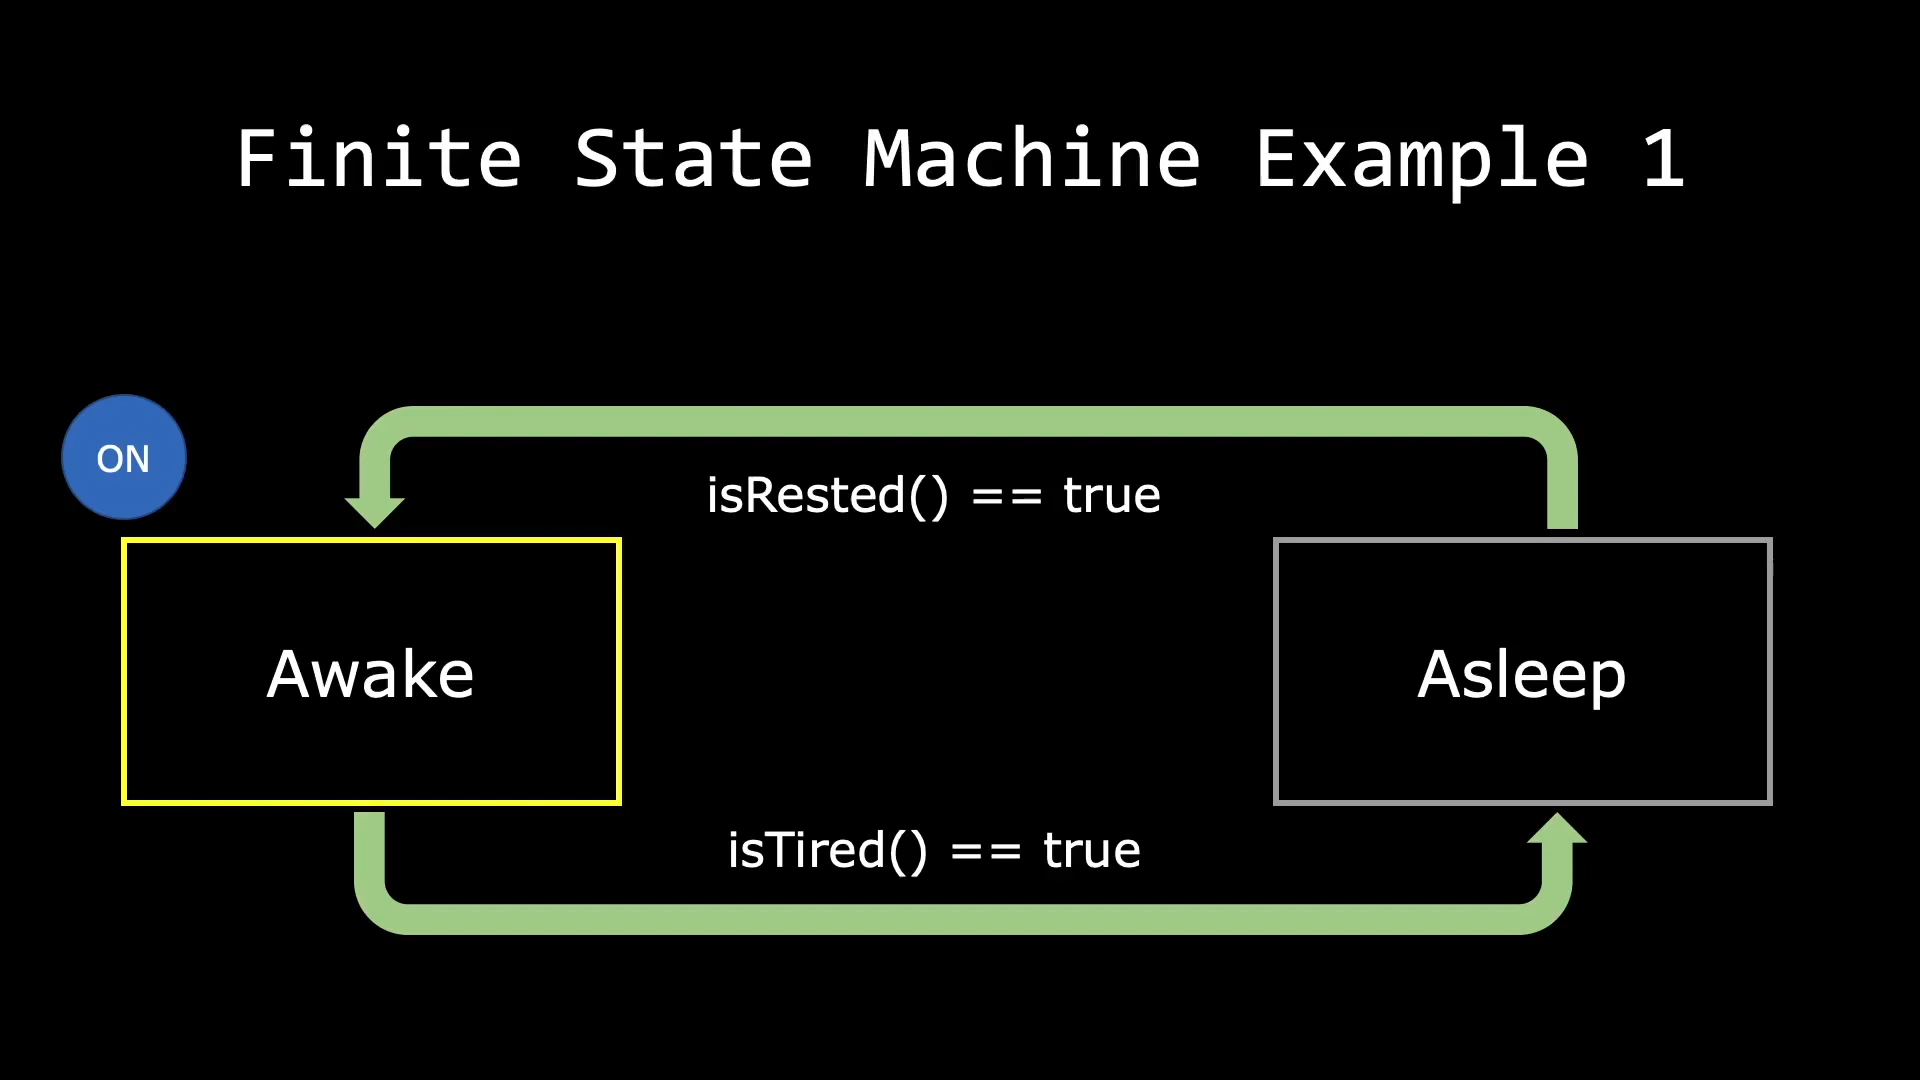 Finite State Machine Example 1
ON
isRested() == true
Awake
Asleep
isTired() == true